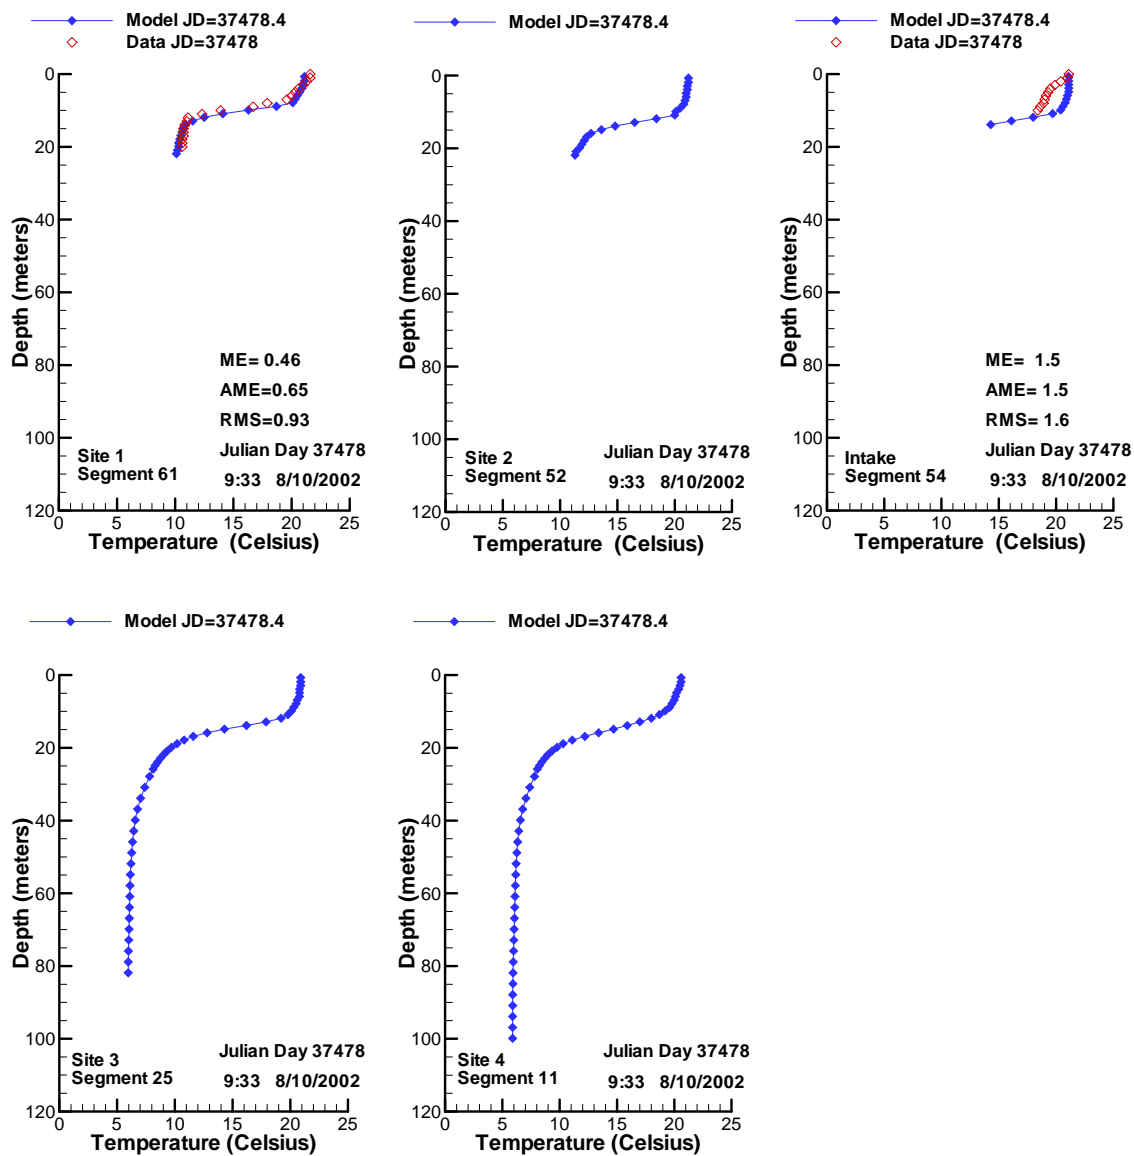 Model JD=37478.4
Data JD=37478
0
20
40
60
80
100
120
Depth (meters)
ME= 0.46
AME=0.65
RMS=0.93
Site 1
Segment 61
Julian Day 37478
9:33 8/10/2002
0 5 10 15 20 25
Temperature (Celsius)
Model JD=37478.4
0
20
40
60
80
100
120
Depth (meters)
Site 2
Segment 52
Julian Day 37478
9:33 8/10/2002
0 5 10 15 20 25
Temperature (Celsius)
Model JD=37478.4
Data JD=37478
0
20
40
60
80
100
120
Depth (meters)
ME= 1.5
AME= 1.5
RMS= 1.6
Intake
Segment 54
Julian Day 37478
9:33 8/10/2002
0 5 10 15 20 25
Temperature (Celsius)
Model JD=37478.4
0
20
40
60
80
100
120
Depth (meters)
Site 3
Segment 25
Julian Day 37478
9:33 8/10/2002
0 5 10 15 20 25
Temperature (Celsius)
Model JD=37478.4
0
20
40
60
80
100
120
Depth (meters)
Site 4
Segment 11
Julian Day 37478
9:33 8/10/2002
0 5 10 15 20 25
Temperature (Celsius)